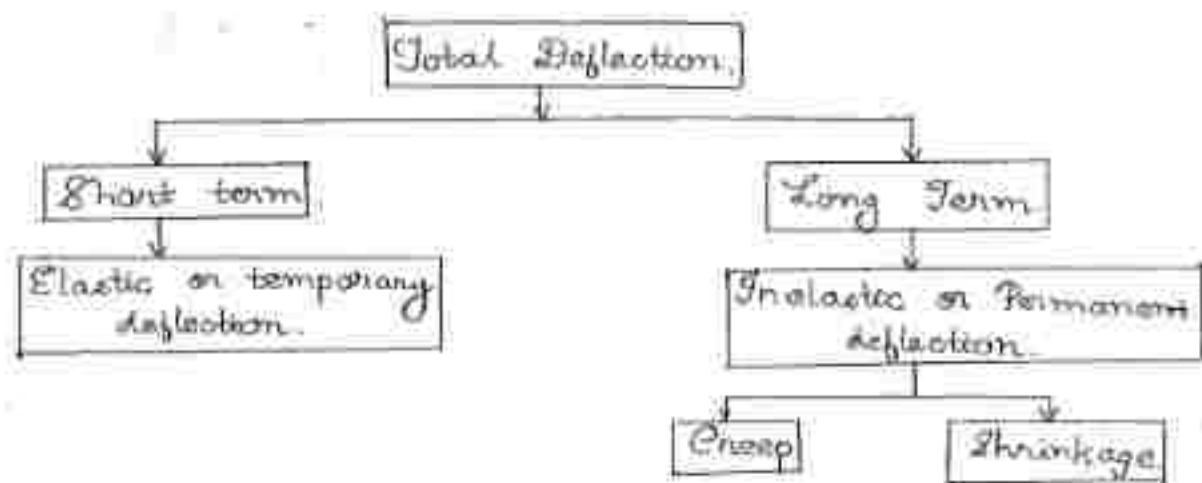 Total Deflection.
Short term
Long Term
Elastic or temporary
deflection.
Inelastic or Permanent
deflection.
Creep
Shrinkage.